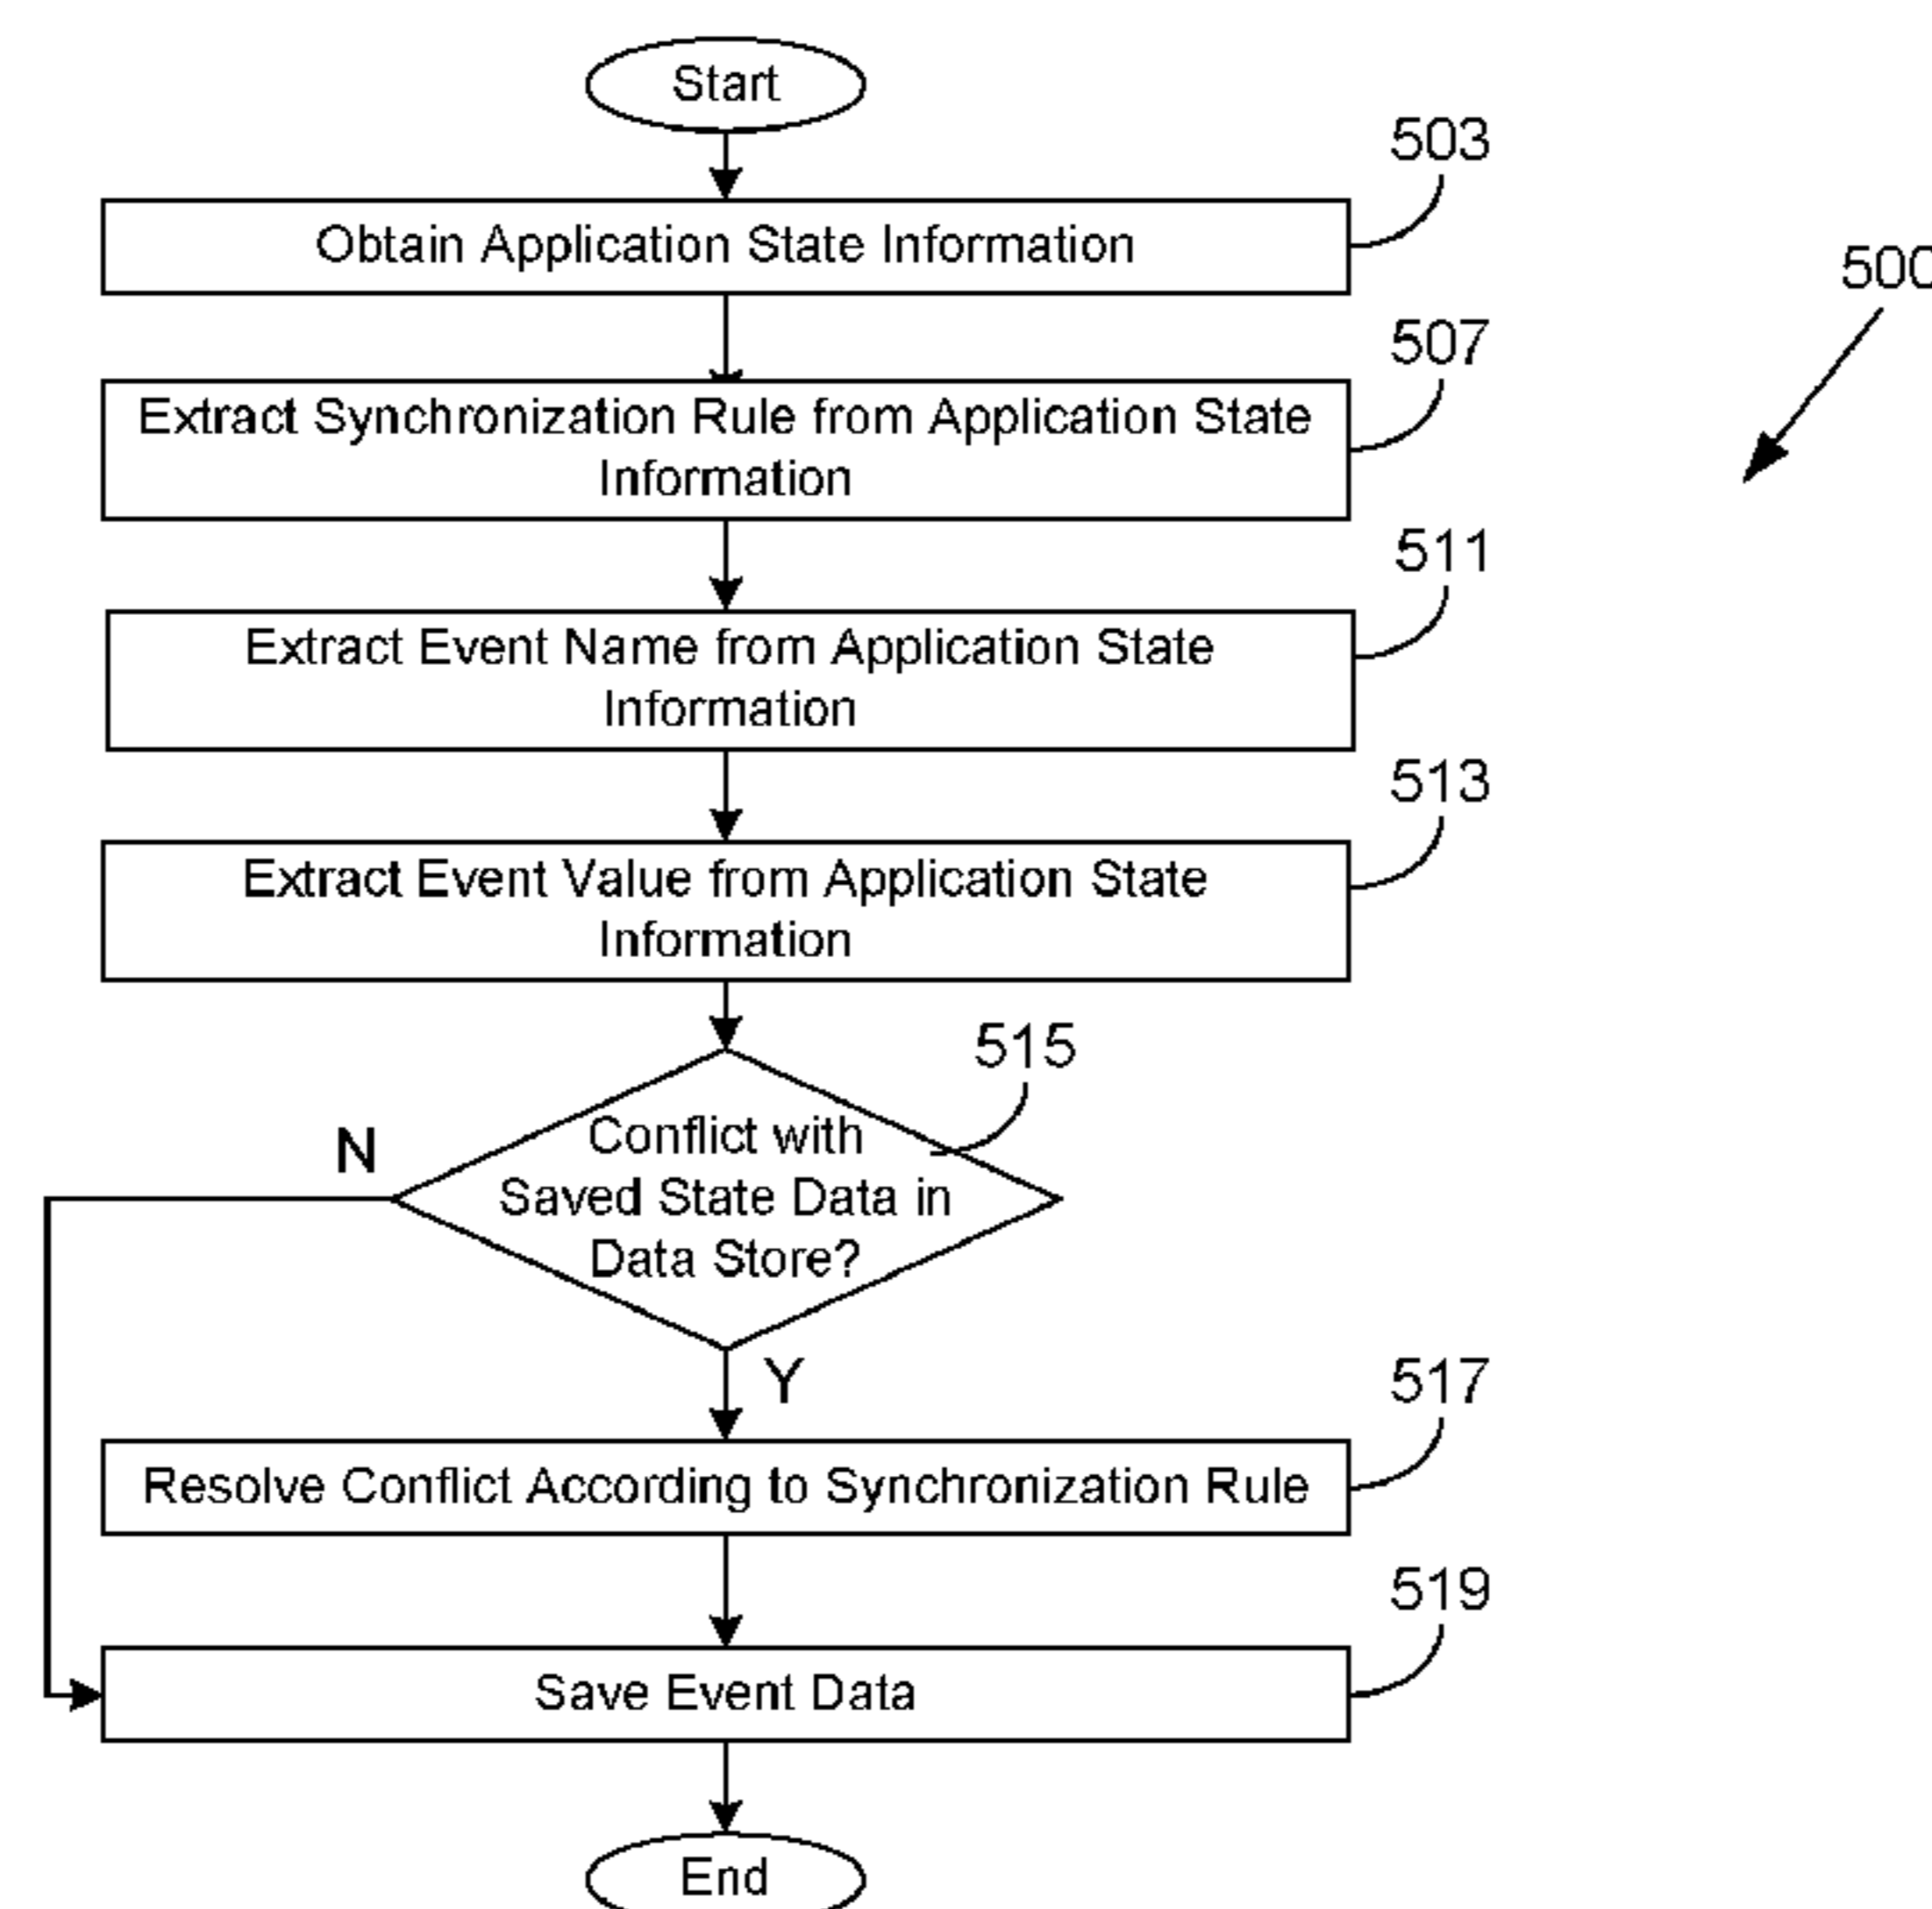 Start
503
Obtain Application State Information
500
507
Extract Synchronization Rule from Application State
Information
511
Extract Event Name from Application State
Information
513
Extract Event Value from Application State
Information
515
Conflict with
Saved State Data in
Data Store?
N
Y
517
Resolve Conflict According to Synchronization Rule
519
Save Event Data
End